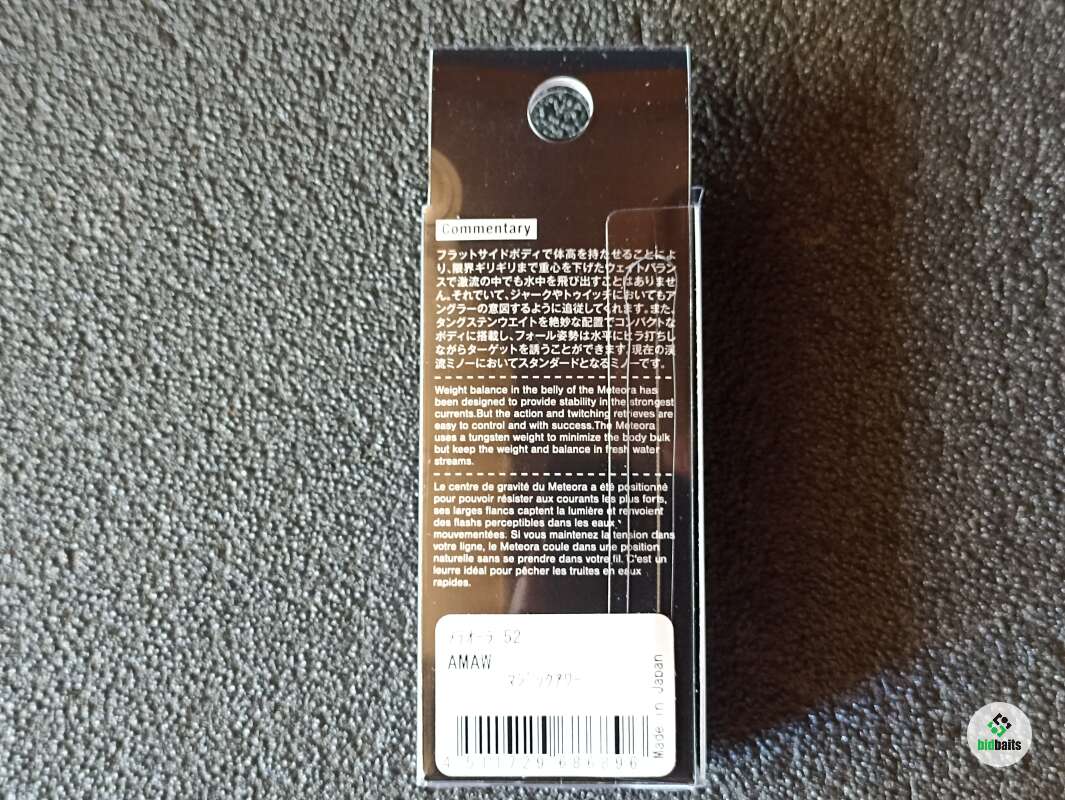 Commentary
フラットサイドボディで体高を持たせることによ
り、限界ギリギリまで重心を下げたウェイトバラン
スで激流の中でも水中を飛び出すことはありませ
ん。それでいて、ジャークやトゥイッチにおいてもア
ングラーの意図するように追従してくれます。また、
タングステンウエイトを絶妙な配置でコンパクトな
ボディに搭載し、フォール姿勢は水平にヒラ打ちし
ながらターゲットを誘うことができます。現在の渓
流ミノーにおいてスタンダードとなるミノーです。
Weight balance in the belly of the Meteora has
been designed to provide stability in the strongest
currents.But the action and twitching retrieves are
easy to control and with success.The Meteora
uses a tungsten weight to minimize the body bulk
but keep the weight and balance in fresh water
streams.
Le centre de gravité du Meteora a été positionné
pour pouvoir résister aux courants les plus forts,
ses larges flancs captent la lumière et renvoient
des flashs perceptibles dans les eaux
mouvementées. Si vous maintenez la tension dans
votre ligne, le Meteora coule dans une position
naturelle sans se prendre dans votre fil. C'est un
leurre idéal pour pêcher les truites en eaux
rapides.
メテオーラ 52
AMAW
Made in Japan
4 511729 686896
bidbaits